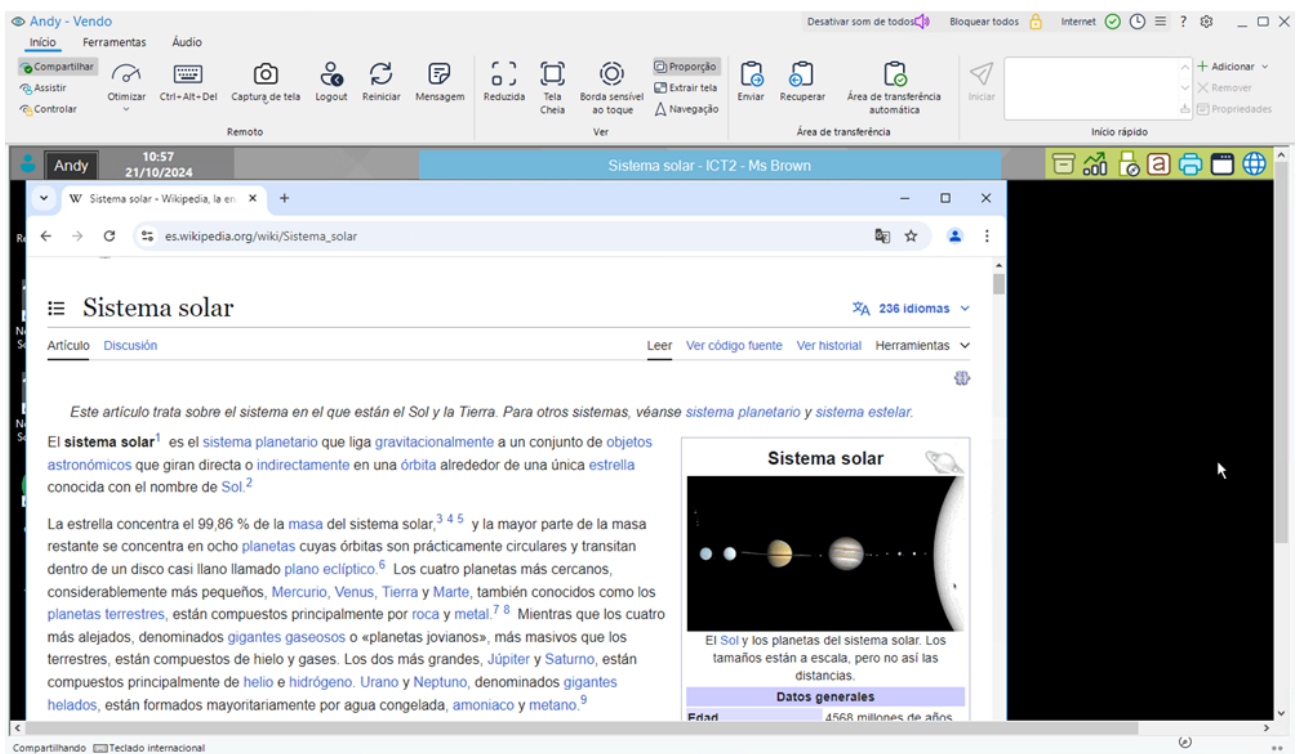 Andy - Vendo
Desativar som de todos
Bloquear todos
Internet
?
Início Ferramentas Áudio
Compartilhar
Assistir
Controlar
Otimizar
Ctrl+Alt+Del
Captura de tela
Logout
Reiniciar
Mensagem
Remoto
Reduzida
Tela
Cheia
Borda sensível
ao toque
Proporção
Extrair tela
Navegação
Ver
Enviar
Recuperar
Área de transferência
automática
Área de transferência
Iniciar
Adicionar
Remover
Propriedades
Início rápido
Andy
10:57
21/10/2024
Sistema solar - ICT2 - Ms Brown
a
W Sistema solar - Wikipedia, la en
es.wikipedia.org/wiki/Sistema_solar
Sistema solar
236 idiomas
Artículo Discusión
Leer Ver código fuente Ver historial Herramientas
Este artículo trata sobre el sistema en el que están el Sol y la Tierra. Para otros sistemas, véanse sistema planetario y sistema estelar.
El sistema solar1 es el sistema planetario que liga gravitacionalmente a un conjunto de objetos
astronómicos que giran directa o indirectamente en una órbita alrededor de una única estrella
conocida con el nombre de Sol.2
La estrella concentra el 99,86 % de la masa del sistema solar,3 4 5 y la mayor parte de la masa
restante se concentra en ocho planetas cuyas órbitas son prácticamente circulares y transitan
dentro de un disco casi llano llamado plano eclíptico.6 Los cuatro planetas más cercanos,
considerablemente más pequeños, Mercurio, Venus, Tierra y Marte, también conocidos como los
planetas terrestres, están compuestos principalmente por roca y metal.7 8 Mientras que los cuatro
más alejados, denominados gigantes gaseosos o «planetas jovianos», más masivos que los
terrestres, están compuestos de hielo y gases. Los dos más grandes, Júpiter y Saturno, están
compuestos principalmente de helio e hidrógeno. Urano y Neptuno, denominados gigantes
helados, están formados mayoritariamente por agua congelada, amoniaco y metano.9
Sistema solar
El Sol y los planetas del sistema solar. Los
tamaños están a escala, pero no así las
distancias.
Datos generales
Edad 4568 millones de años
Compartilhando Teclado internacional